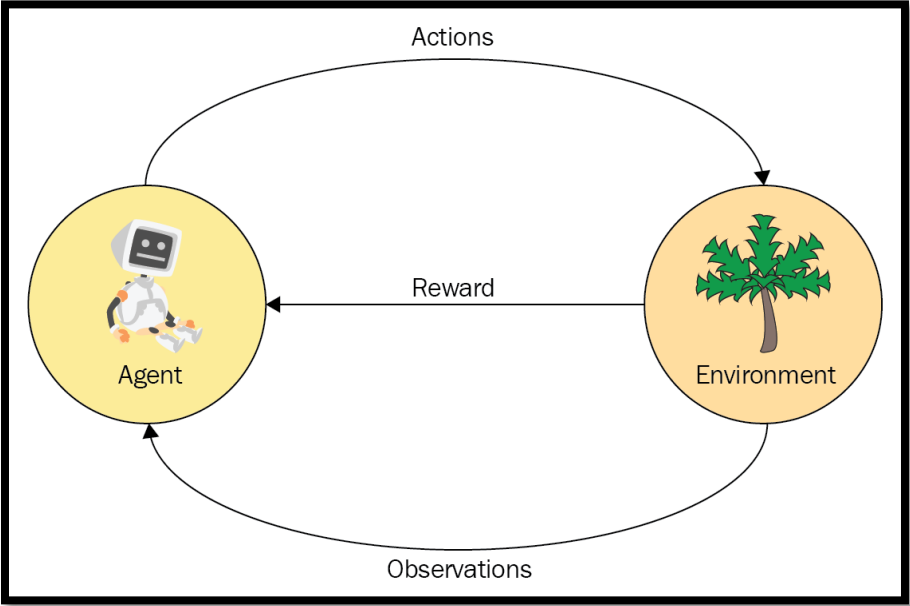 Actions
Reward
Agent
Environment
Observations